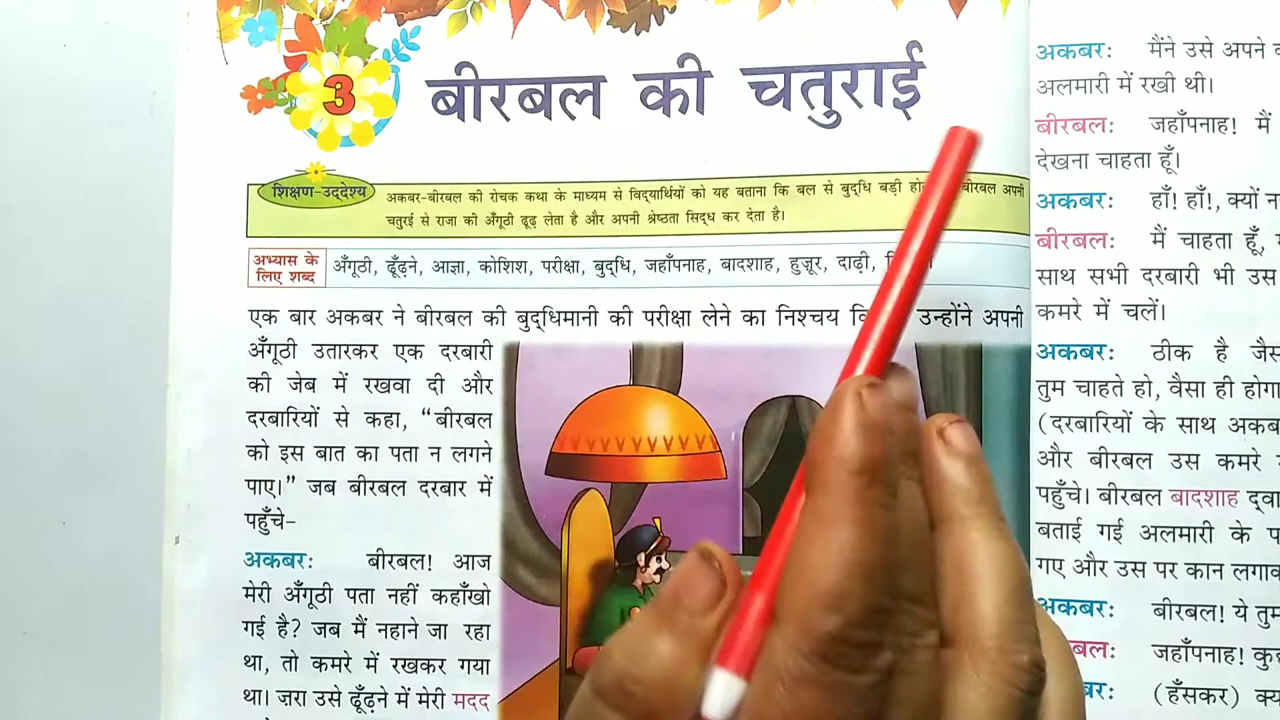 3
बीरबल की चतुराई
शिक्षण-उद्देश्य
अकबर-बीरबल की रोचक कथा के माध्यम से विद्यार्थियों को यह बताना कि बल से बुद्धि बड़ी बीरबल अपनी
चतुराई से राजा की अँगूठी ढूढ़ लेता है और अपनी श्रेष्ठता सिद्ध कर देता है।
अभ्यास के
लिए शब्द
अँगूठी, ढूँढ़ने, आज्ञा, कोशिश, परीक्षा, बुद्धि, जहाँपनाह, बादशाह, हुज़ूर, दाढ़ी,
एक बार अकबर ने बीरबल की बुद्धिमानी की परीक्षा लेने का निश्चय उन्होंने अपनी
अँगूठी उतारकर एक दरबारी
की जेब में रखवा दी और
दरबारियों से कहा, “बीरबल
को इस बात का पता न लगने
पाए।” जब बीरबल दरबार में
पहुँचे-
अकबर: बीरबल! आज
मेरी अँगूठी पता नहीं कहाँखो
गई है? जब मैं नहाने जा रहा
था, तो कमरे में रखकर गया
था। ज़रा उसे ढूँढ़ने में मेरी मदद
अकबर: मैंने उसे अपने
अलमारी में रखी थी।
बीरबल: जहाँपनाह! मैं
देखना चाहता हूँ।
अकबर: हाँ! हाँ!, क्यों
बीरबल: मैं चाहता हूँ,
साथ सभी दरबारी भी उस
कमरे में चलें।
अकबर: ठीक है जैस
तुम चाहते हो, वैसा ही होगा
(दरबारियों के साथ अकब
और बीरबल उस कमरे
पहुँचे। बीरबल बादशाह द्वा
बताई गई अलमारी के
गए और उस पर कान लगाव
अकबर: बीरबल! ये तुम
बल: जहाँपनाह! कुछ
बर: (हँसकर) क्य